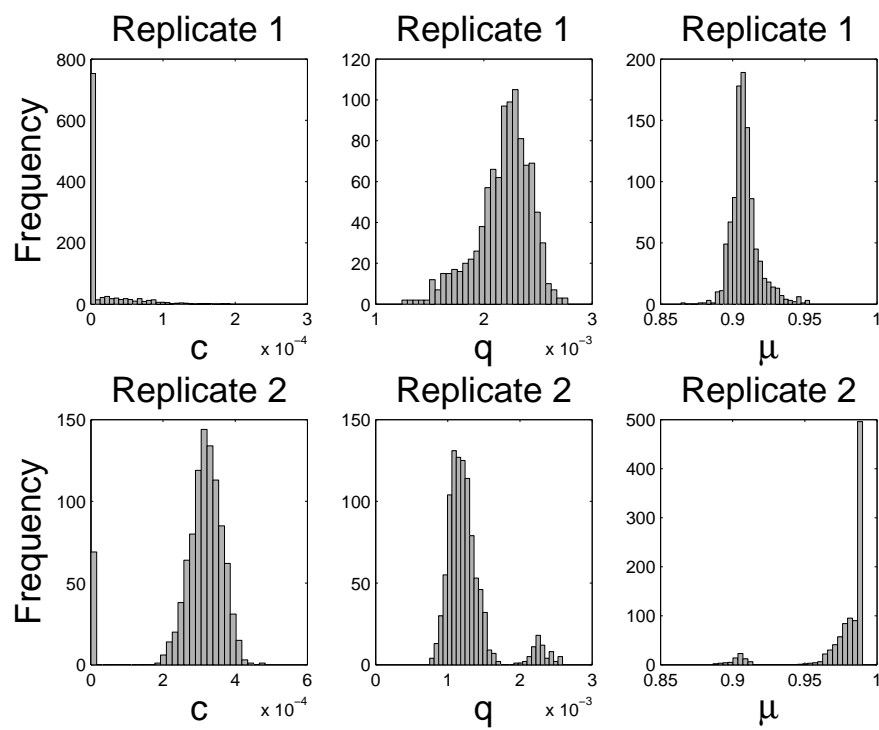 Replicate 1 Replicate 1 Replicate 1
800 120 200
100
600 150
80
Frequency
400 60 100
40
200 50
20
0 0 0
0 1 2 3 1 2 3 0.85 0.9 0.95 1
c x 10⁻⁴ q x 10⁻³ μ
Replicate 2 Replicate 2 Replicate 2
150 150 500
400
100 100 300
Frequency
200
50 50
100
0 0 0
0 2 4 6 0 1 2 3 0.85 0.9 0.95 1
c x 10⁻⁴ q x 10⁻³ μ